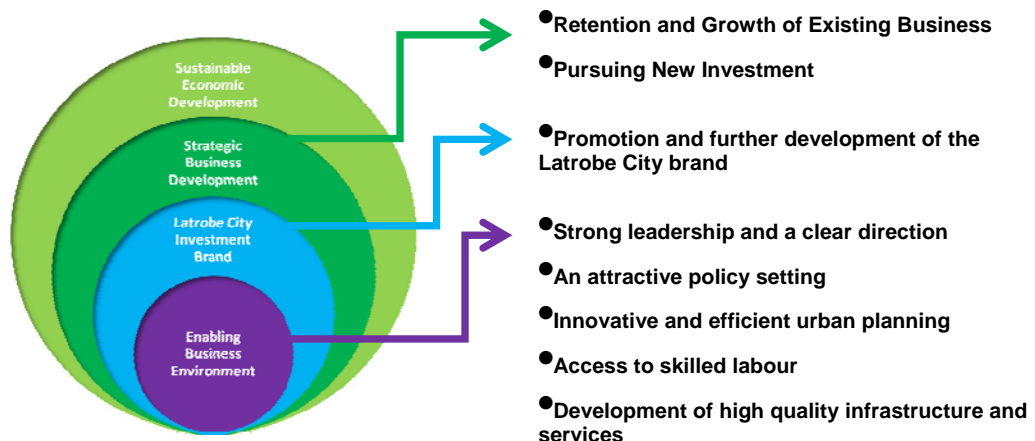 Sustainable
Economic
Development
Strategic
Business
Development
Latrobe City
Investment
Brand
Enabling
Business
Environment
•Retention and Growth of Existing Business
•Pursuing New Investment
•Promotion and further development of the
Latrobe City brand
•Strong leadership and a clear direction
•An attractive policy setting
•Innovative and efficient urban planning
•Access to skilled labour
•Development of high quality infrastructure and
services